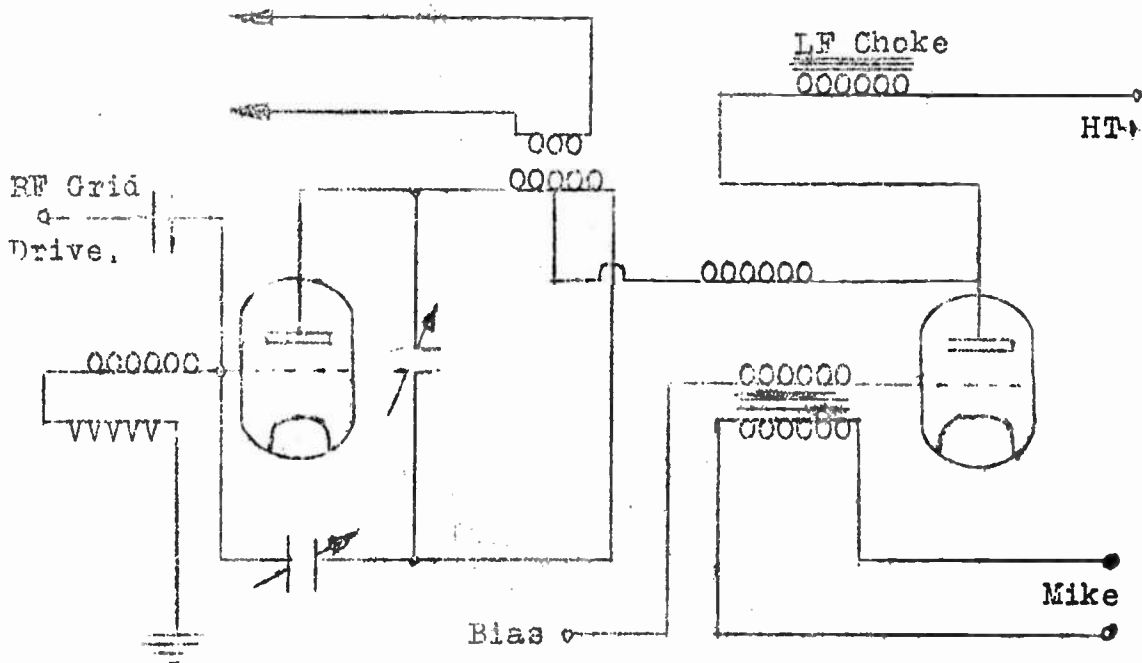 LF Choke
HT+
RF Grid
Drive.
Mike
Bias